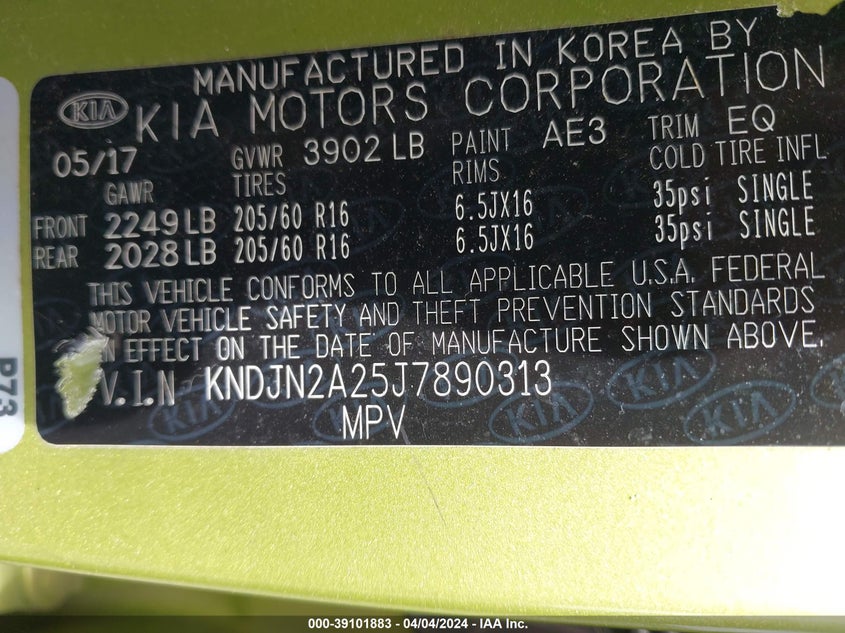 MANUFACTURED IN KOREA BY
KIA KIA MOTORS CORPORATION
05/17 GVWR 3902 LB PAINT AE3 TRIM EQ
GAWR TIRES RIMS COLD TIRE INFL
FRONT 2249 LB 205/60 R16 6.5JX16 35psi SINGLE
REAR 2028 LB 205/60 R16 6.5JX16 35psi SINGLE
THIS VEHICLE CONFORMS TO ALL APPLICABLE U.S.A. FEDERAL
MOTOR VEHICLE SAFETY AND THEFT PREVENTION STANDARDS
IN EFFECT ON THE DATE OF MANUFACTURE SHOWN ABOVE.
V.I.N KNDJN2A25J7890313
MPV
P73
000-39101883 - 04/04/2024 - IAA Inc.